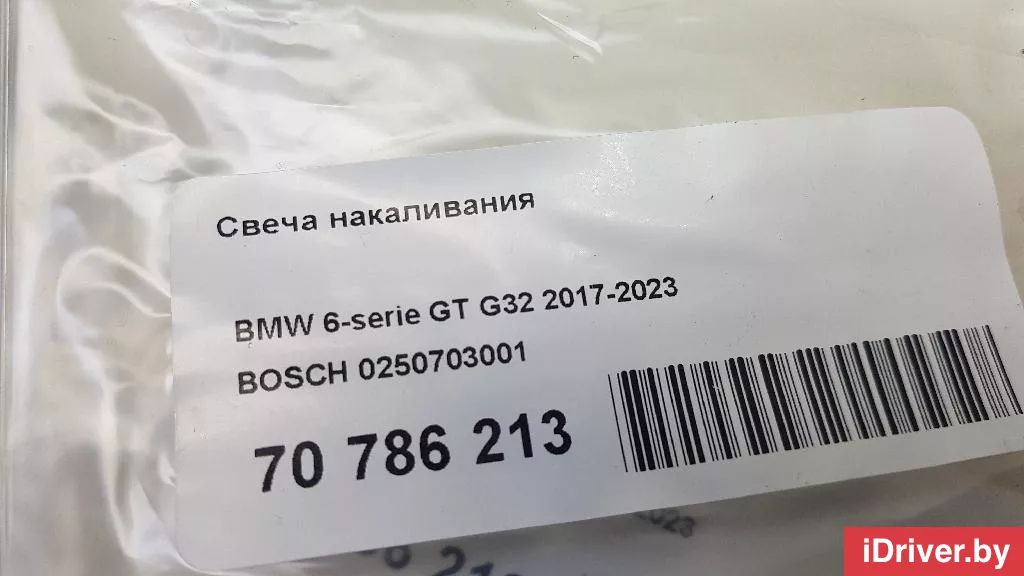 Свеча накаливания
BMW 6-serie GT G32 2017-2023
BOSCH 0250703001
70 786 213
iDriver.by